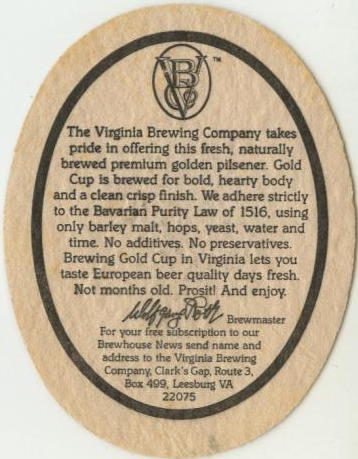 VBC™
The Virginia Brewing Company takes
pride in offering this fresh, naturally
brewed premium golden pilsener. Gold
Cup is brewed for bold, hearty body
and a clean crisp finish. We adhere strictly
to the Bavarian Purity Law of 1516, using
only barley malt, hops, yeast, water and
time. No additives. No preservatives.
Brewing Gold Cup in Virginia lets you
taste European beer quality days fresh.
Not months old. Prosit! And enjoy.
Wolfgang Roth Brewmaster
For your free subscription to our
Brewhouse News send name and
address to the Virginia Brewing
Company, Clark's Gap, Route 3,
Box 499, Leesburg VA
22075